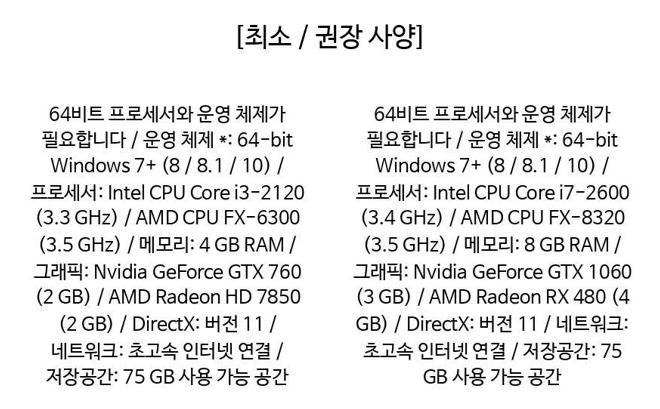 [최소 / 권장 사양]
64비트 프로세서와 운영 체제가
필요합니다 / 운영 체제 *: 64-bit
Windows 7+ (8 / 8.1 / 10) /
프로세서: Intel CPU Core i3-2120
(3.3 GHz) / AMD CPU FX-6300
(3.5 GHz) / 메모리: 4 GB RAM /
그래픽: Nvidia GeForce GTX 760
(2 GB) / AMD Radeon HD 7850
(2 GB) / DirectX: 버전 11 /
네트워크: 초고속 인터넷 연결 /
저장공간: 75 GB 사용 가능 공간
64비트 프로세서와 운영 체제가
필요합니다 / 운영 체제 *: 64-bit
Windows 7+ (8 / 8.1 / 10) /
프로세서: Intel CPU Core i7-2600
(3.4 GHz) / AMD CPU FX-8320
(3.5 GHz) / 메모리: 8 GB RAM /
그래픽: Nvidia GeForce GTX 1060
(3 GB) / AMD Radeon RX 480 (4
GB) / DirectX: 버전 11 / 네트워크:
초고속 인터넷 연결 / 저장공간: 75
GB 사용 가능 공간